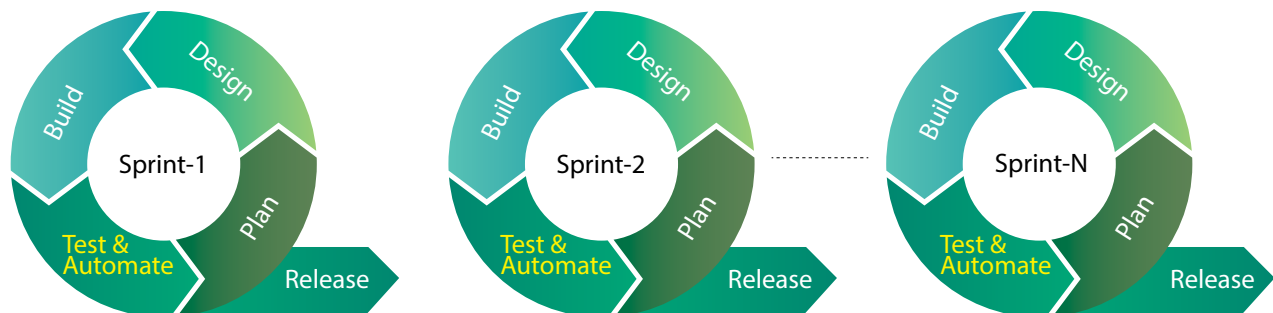 Design
Build
Sprint-1
Plan
Test &
Automate
Release
Design
Build
Sprint-2
Plan
Test &
Automate
Release
Design
Build
Sprint-N
Plan
Test &
Automate
Release